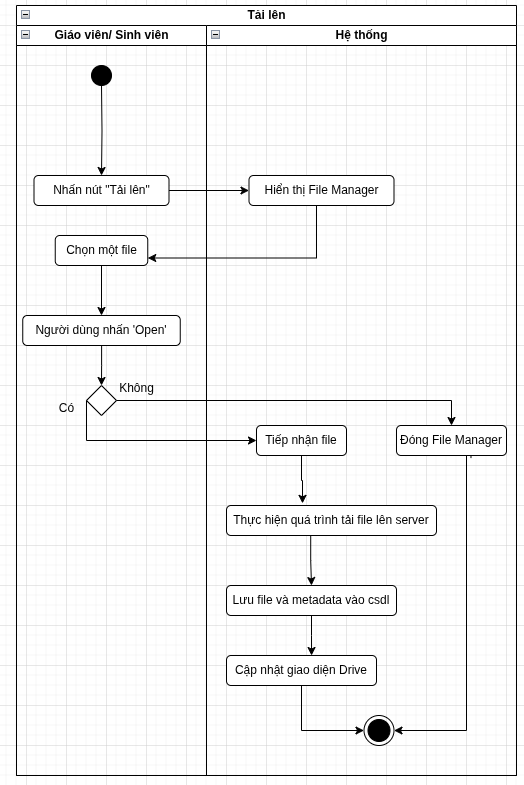 Tải lên
Giáo viên/ Sinh viên
Hệ thống
Nhấn nút "Tải lên"
Hiển thị File Manager
Chọn một file
Người dùng nhấn 'Open'
Không
Có
Tiếp nhận file
Đóng File Manager
Thực hiện quá trình tải file lên server
Lưu file và metadata vào csdl
Cập nhật giao diện Drive